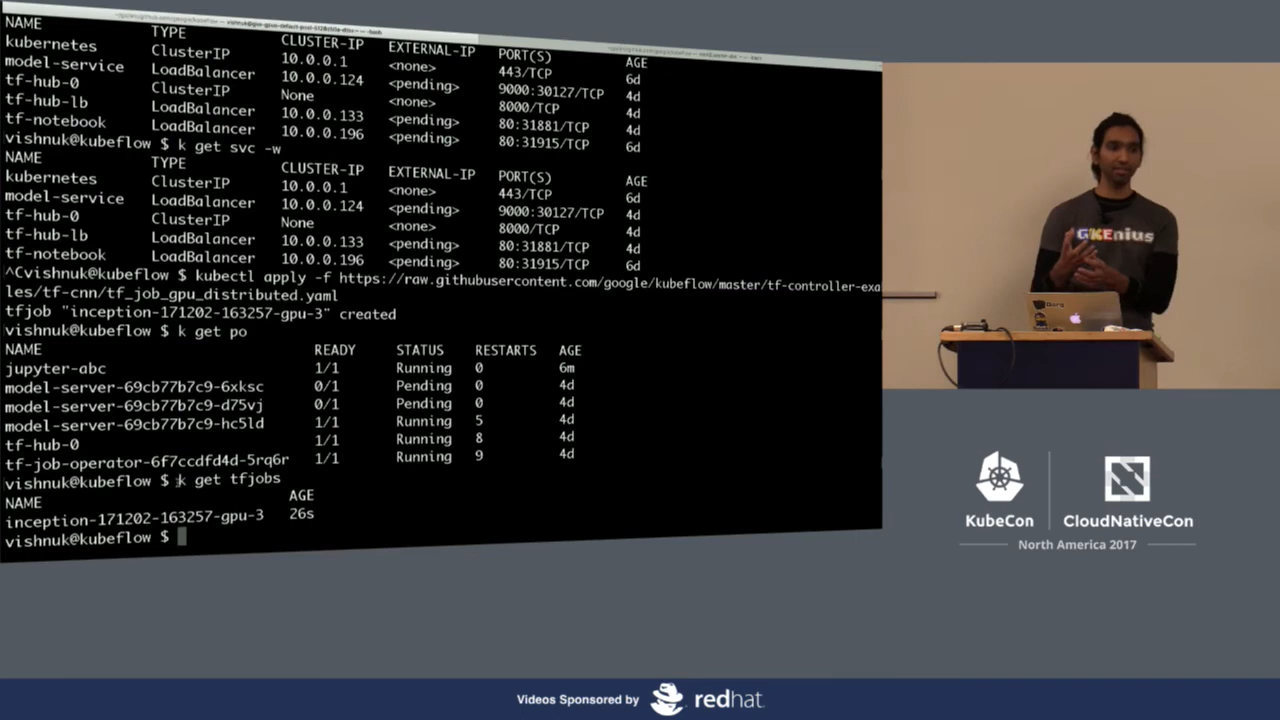 NAME TYPE CLUSTER-IP EXTERNAL-IP PORT(S) AGE
kubernetes ClusterIP 10.0.0.1 <none> 443/TCP 6d
model-service LoadBalancer 10.0.0.124 <pending> 9000:30127/TCP 4d
tf-hub-0 ClusterIP None <none> 8000/TCP 4d
tf-hub-lb LoadBalancer 10.0.0.133 <pending> 80:31881/TCP 4d
tf-notebook LoadBalancer 10.0.0.196 <pending> 80:31915/TCP 6d
vishnuk@kubeflow $ k get svc -w
NAME TYPE CLUSTER-IP EXTERNAL-IP PORT(S) AGE
kubernetes ClusterIP 10.0.0.1 <none> 443/TCP 6d
model-service LoadBalancer 10.0.0.124 <pending> 9000:30127/TCP 4d
tf-hub-0 ClusterIP None <none> 8000/TCP 4d
tf-hub-lb LoadBalancer 10.0.0.133 <pending> 80:31881/TCP 4d
tf-notebook LoadBalancer 10.0.0.196 <pending> 80:31915/TCP 6d
^Cvishnuk@kubeflow $ kubectl apply -f https://raw.githubusercontent.com/google/kubeflow/master/tf-controller-exa
les/tf-cnn/tf_job_gpu_distributed.yaml
tfjob "inception-171202-163257-gpu-3" created
vishnuk@kubeflow $ k get po
NAME READY STATUS RESTARTS AGE
jupyter-abc 1/1 Running 0 6m
model-server-69cb77b7c9-6xksc 0/1 Pending 0 4d
model-server-69cb77b7c9-d75vj 0/1 Pending 0 4d
model-server-69cb77b7c9-hc5ld 1/1 Running 5 4d
tf-hub-0 1/1 Running 8 4d
tf-job-operator-6f7ccdfd4d-5rq6r 1/1 Running 9 4d
vishnuk@kubeflow $ k get tfjobs
NAME AGE
inception-171202-163257-gpu-3 26s
vishnuk@kubeflow $
GKEnius
KubeCon
CloudNativeCon
North America 2017
Videos Sponsored by redhat.